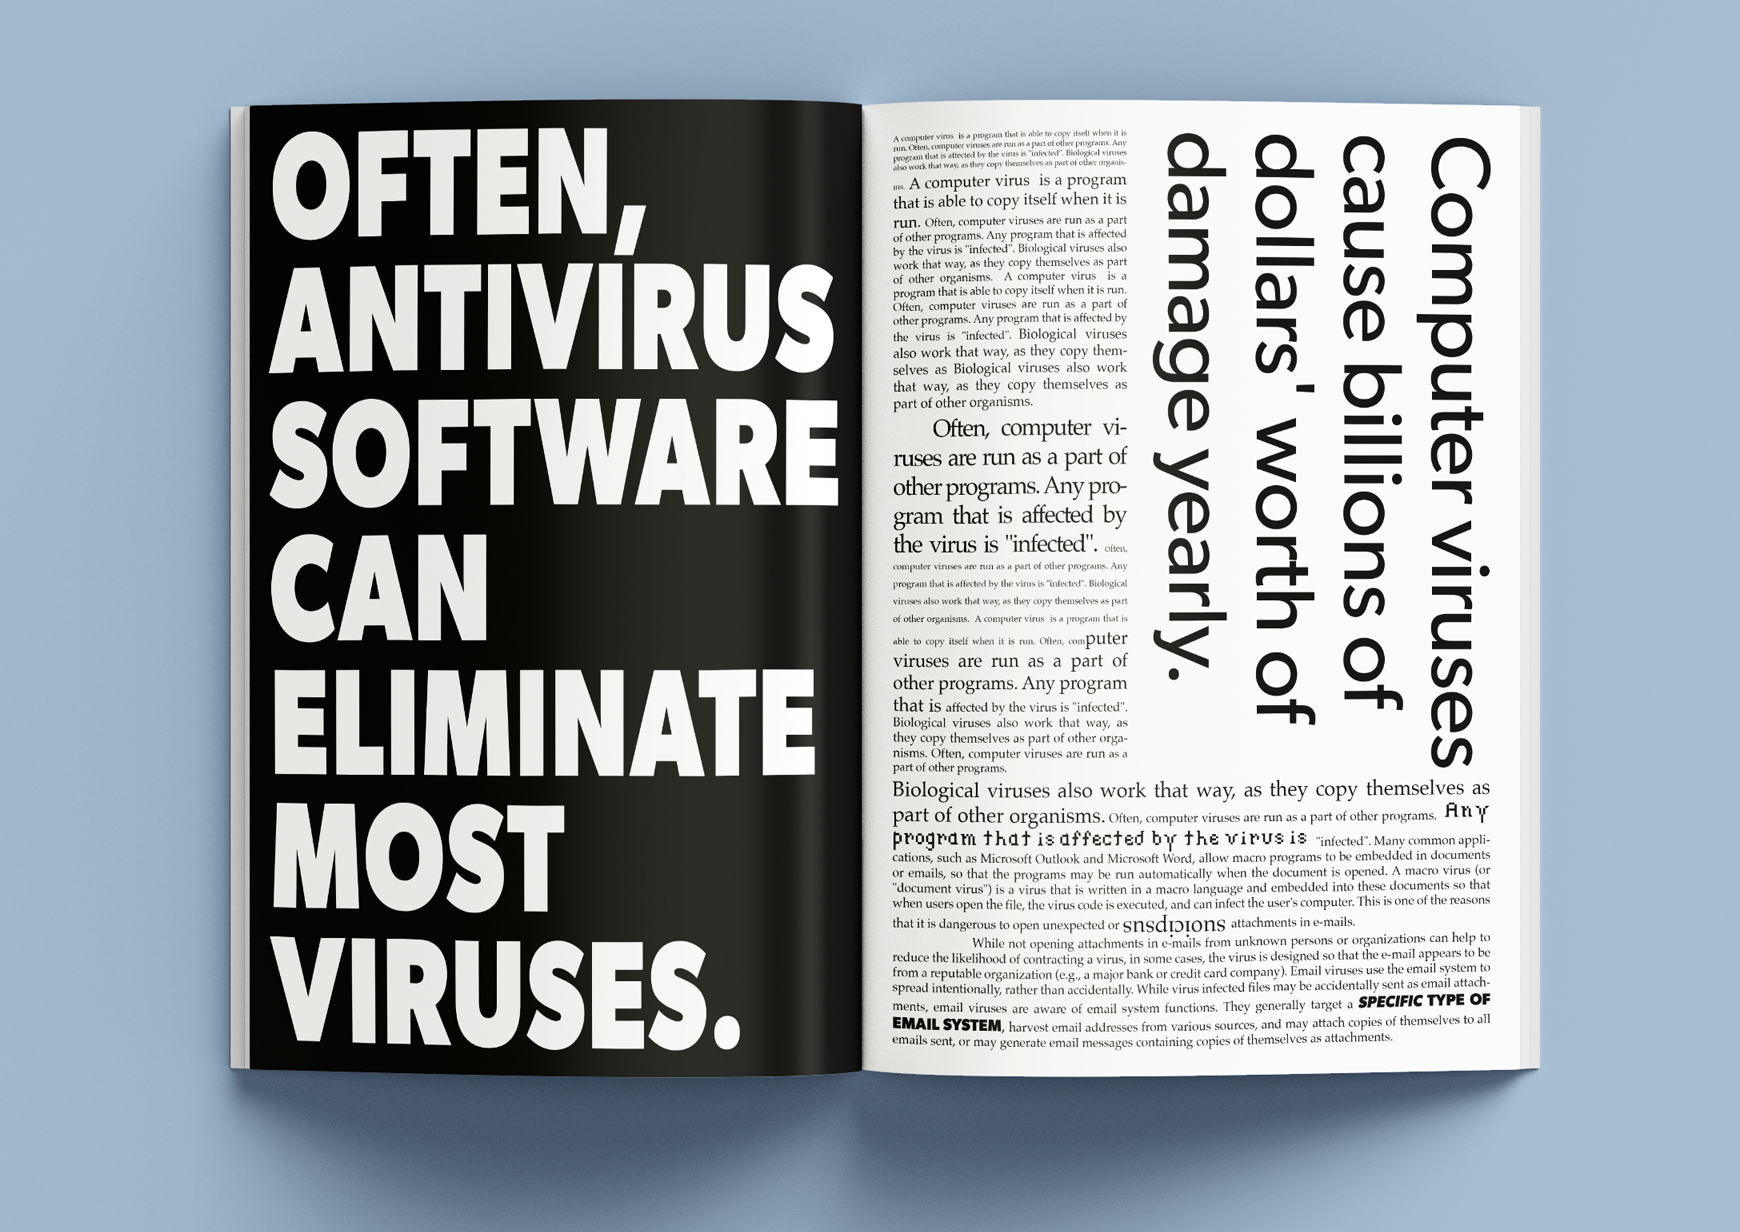 OFTEN,
ANTIVIRUS
SOFTWARE
CAN
ELIMINATE
MOST
VIRUSES.
A computer virus is a program that is able to copy itself when it is
run. Often, computer viruses are run as a part of other programs. Any
program that is affected by the virus is "infected". Biological viruses
also work that way, as they copy themselves as part of other organis-
ms. A computer virus is a program
that is able to copy itself when it is
run. Often, computer viruses are run as a part
of other programs. Any program that is affected
by the virus is "infected". Biological viruses also
work that way, as they copy themselves as part
of other organisms. A computer virus is a
program that is able to copy itself when it is run.
Often, computer viruses are run as a part of
other programs. Any program that is affected by
the virus is "infected". Biological viruses
also work that way, as they copy them-
selves as Biological viruses also work
that way, as they copy themselves as
part of other organisms.
Often, computer vi-
ruses are run as a part of
other programs. Any pro-
gram that is affected by
the virus is "infected". Often,
computer viruses are run as a part of other programs. Any
program that is affected by the virus is "infected". Biological
viruses also work that way, as they copy themselves as part
of other organisms. A computer virus is a program that is
able to copy itself when it is run. Often, computer
viruses are run as a part of
other programs. Any program
that is affected by the virus is "infected".
Biological viruses also work that way, as
they copy themselves as part of other orga-
nisms. Often, computer viruses are run as a
part of other programs.
Computer viruses
cause billions of
dollars' worth of
damage yearly.
Biological viruses also work that way, as they copy themselves as
part of other organisms. Often, computer viruses are run as a part of other programs. Any
program that is affected by the virus is "infected". Many common appli-
cations, such as Microsoft Outlook and Microsoft Word, allow macro programs to be embedded in documents
or emails, so that the programs may be run automatically when the document is opened. A macro virus (or
"document virus") is a virus that is written in a macro language and embedded into these documents so that
when users open the file, the virus code is executed, and can infect the user's computer. This is one of the reasons
that it is dangerous to open unexpected or suspicious attachments in e-mails.
While not opening attachments in e-mails from unknown persons or organizations can help to
reduce the likelihood of contracting a virus, in some cases, the virus is designed so that the e-mail appears to be
from a reputable organization (e.g., a major bank or credit card company). Email viruses use the email system to
spread intentionally, rather than accidentally. While virus infected files may be accidentally sent as email attach-
ments, email viruses are aware of email system functions. They generally target a SPECIFIC TYPE OF
EMAIL SYSTEM, harvest email addresses from various sources, and may attach copies of themselves to all
emails sent, or may generate email messages containing copies of themselves as attachments.